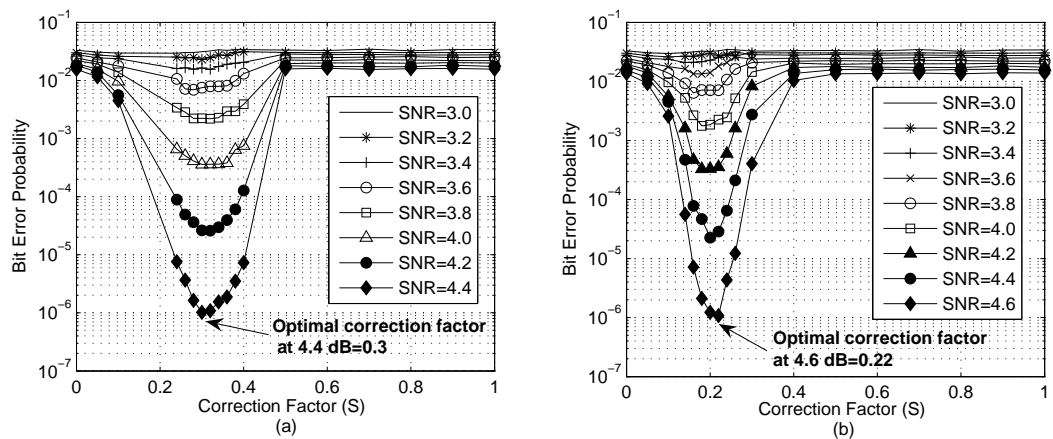 10⁻¹
10⁻²
10⁻³
10⁻⁴
10⁻⁵
10⁻⁶
10⁻⁷
Bit Error Probability
SNR=3.0
SNR=3.2
SNR=3.4
SNR=3.6
SNR=3.8
SNR=4.0
SNR=4.2
SNR=4.4
Optimal correction factor
at 4.4 dB=0.3
0 0.2 0.4 0.6 0.8 1
Correction Factor (S)
(a)
10⁻¹
10⁻²
10⁻³
10⁻⁴
10⁻⁵
10⁻⁶
10⁻⁷
Bit Error Probability
SNR=3.0
SNR=3.2
SNR=3.4
SNR=3.6
SNR=3.8
SNR=4.0
SNR=4.2
SNR=4.4
SNR=4.6
Optimal correction factor
at 4.6 dB=0.22
0 0.2 0.4 0.6 0.8 1
Correction Factor (S)
(b)